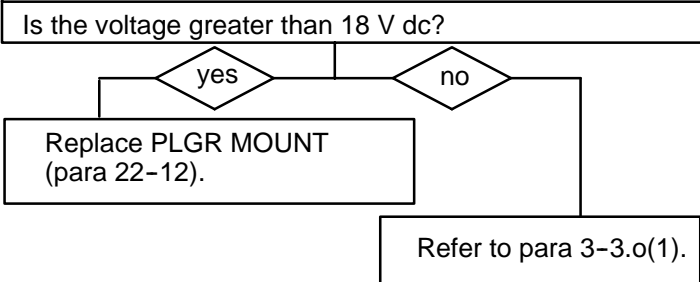 Is the voltage greater than 18 V dc?
yes
no
Replace PLGR MOUNT
(para 22-12).
Refer to para 3-3.o(1).